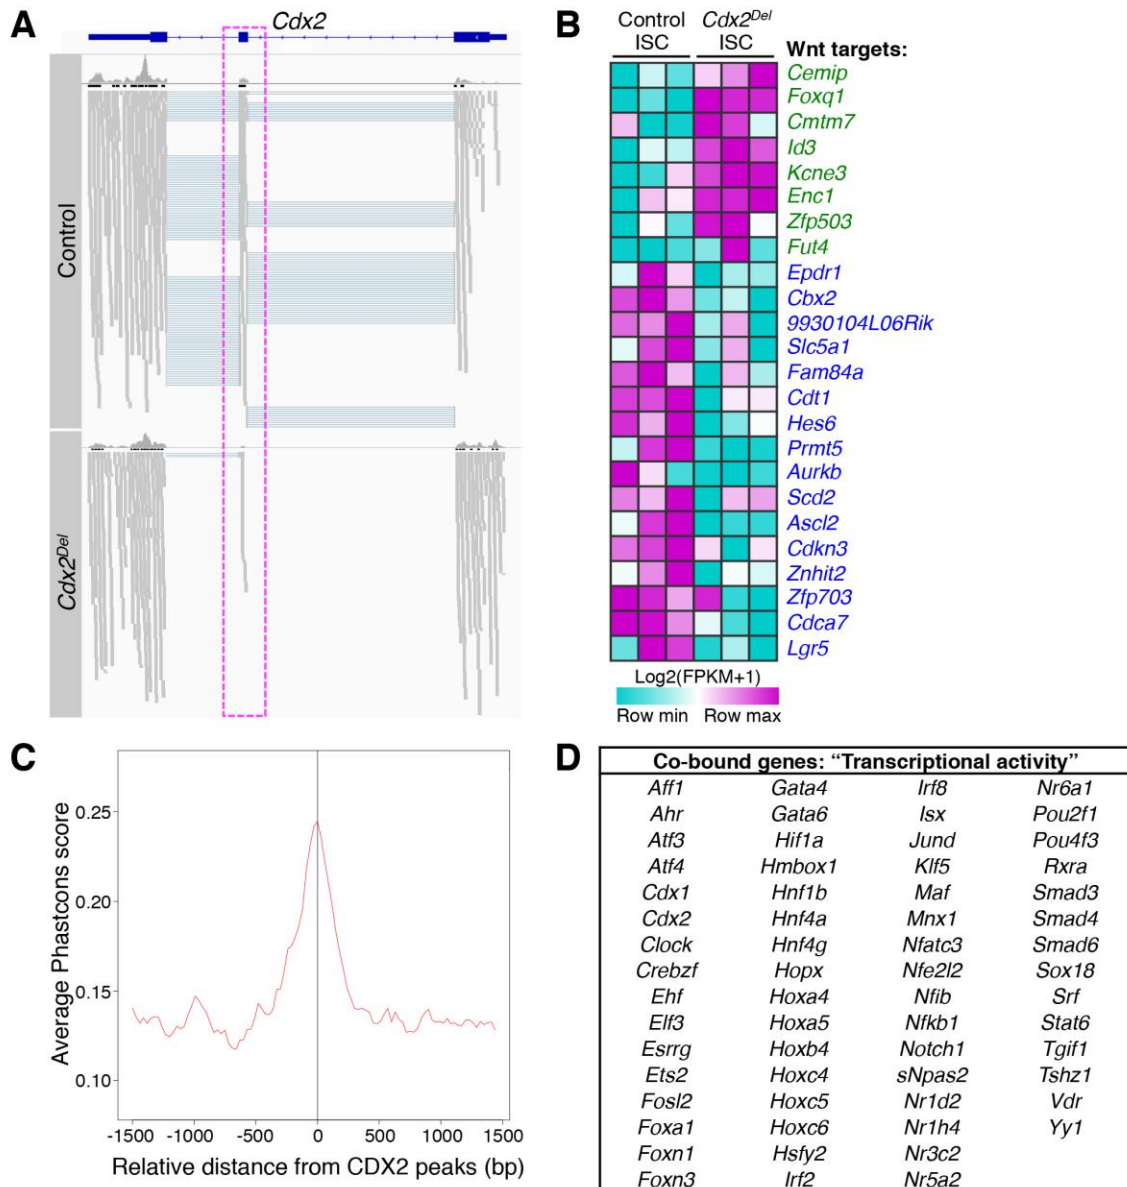 A
Cdx2
Control
Cdx2Del
B
Control ISC
Cdx2Del ISC
Wnt targets:
Cemip
Foxq1
Cmtm7
Id3
Kcne3
Enc1
Zfp503
Fut4
Epdr1
Cbx2
9930104L06Rik
Slc5a1
Fam84a
Cdt1
Hes6
Prmt5
Aurkb
Scd2
Ascl2
Cdkn3
Znhit2
Zfp703
Cdca7
Lgr5
Log2(FPKM+1)
Row min Row max
C
Average Phastcons score
0.25
0.20
0.15
0.10
-1500 -1000 -500 0 500 1000 1500
Relative distance from CDX2 peaks (bp)
D
Co-bound genes: “Transcriptional activity”
Aff1 Gata4 Irf8 Nr6a1
Ahr Gata6 Isx Pou2f1
Atf3 Hif1a Jund Pou4f3
Atf4 Hmbox1 Klf5 Rxra
Cdx1 Hnf1b Maf Smad3
Cdx2 Hnf4a Mnx1 Smad4
Clock Hnf4g Nfatc3 Smad6
Crebzf Hopx Nfe2l2 Sox18
Ehf Hoxa4 Nfib Srf
Elf3 Hoxa5 Nfkb1 Stat6
Esrrg Hoxb4 Notch1 Tgif1
Ets2 Hoxc4 sNpas2 Tshz1
Fosl2 Hoxc5 Nr1d2 Vdr
Foxa1 Hoxc6 Nr1h4 Yy1
Foxn1 Hsfy2 Nr3c2
Foxn3 Irf2 Nr5a2